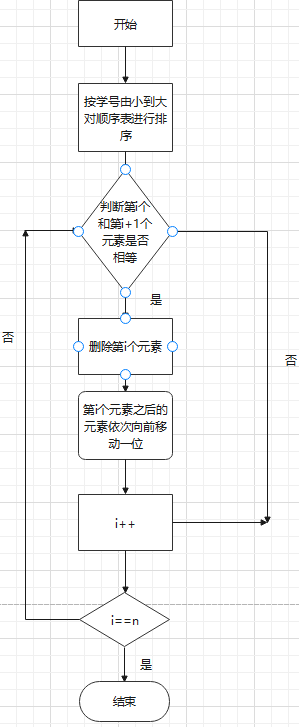 开始
按学号由小到大
对顺序表进行排
序
判断第i个
和第i+1个
元素是否
相等
是
否
否
删除第i个元素
第i个元素之后的
元素依次向前移
动一位
i++
i==n
是
结束